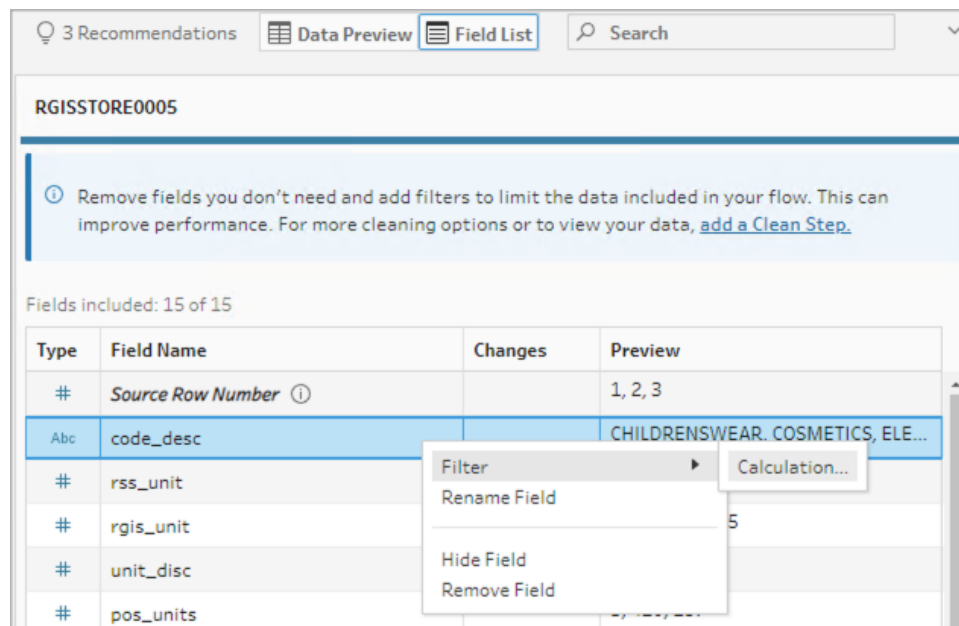 3 Recommendations Data Preview Field List Search
RGISSTORE0005
Remove fields you don't need and add filters to limit the data included in your flow. This can
improve performance. For more cleaning options or to view your data, add a Clean Step.
Fields included: 15 of 15
Type Field Name Changes Preview
# Source Row Number 1, 2, 3
Abc code_desc CHILDRENSWEAR, COSMETICS, ELE...
Filter Calculation...
# rss_unit
Rename Field
# rgis_unit 5
Hide Field
# unit_disc
Remove Field
# pos_units